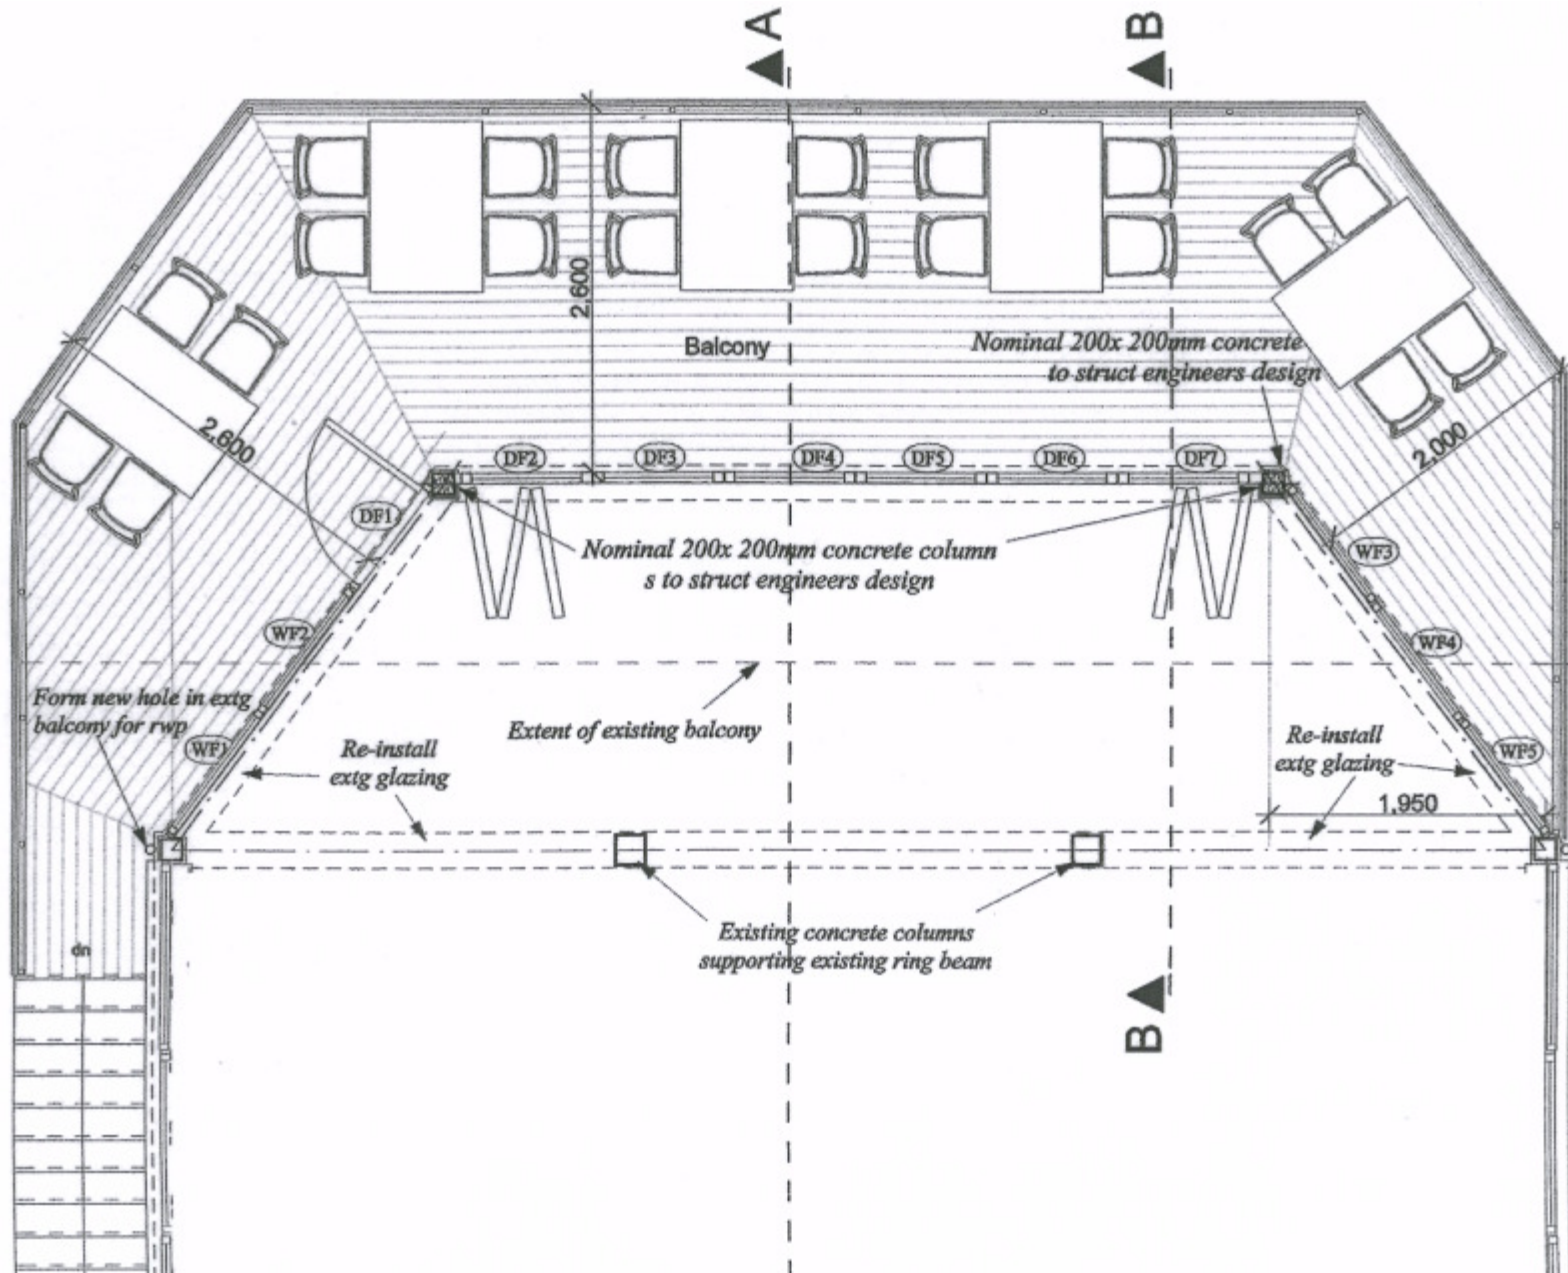 A
B
2,600
Balcony
Nominal 200x 200mm concrete
to struct engineers design
2,600
2,000
DF2
DF3
DF4
DF5
DF6
DF7
DF1
Nominal 200x 200mm concrete column
s to struct engineers design
WF3
WF2
WF4
Form new hole in extg
balcony for rwp
Extent of existing balcony
WF1
Re-install
extg glazing
Re-install
extg glazing
WF5
1,950
Existing concrete columns
supporting existing ring beam
dn
B